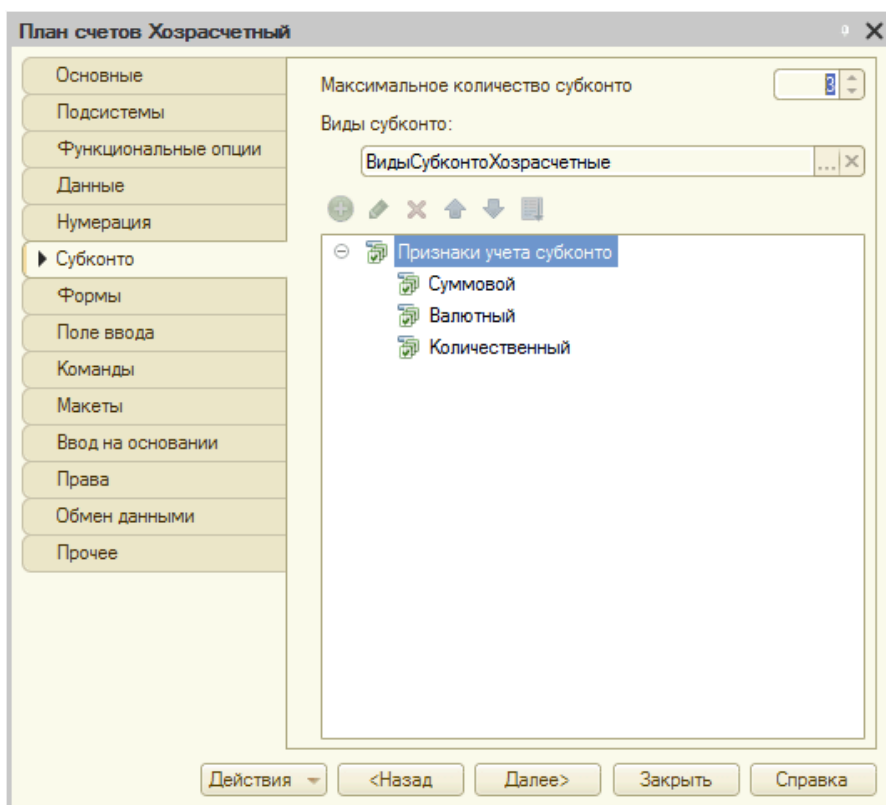 План счетов Хозрасчетный
Основные
Подсистемы
Функциональные опции
Данные
Нумерация
Субконто
Формы
Поле ввода
Команды
Макеты
Ввод на основании
Права
Обмен данными
Прочее
Максимальное количество субконто 3
Виды субконто:
ВидыСубконтоХозрасчетные ...
Признаки учета субконто
Суммовой
Валютный
Количественный
Действия <Назад Далее> Закрыть Справка